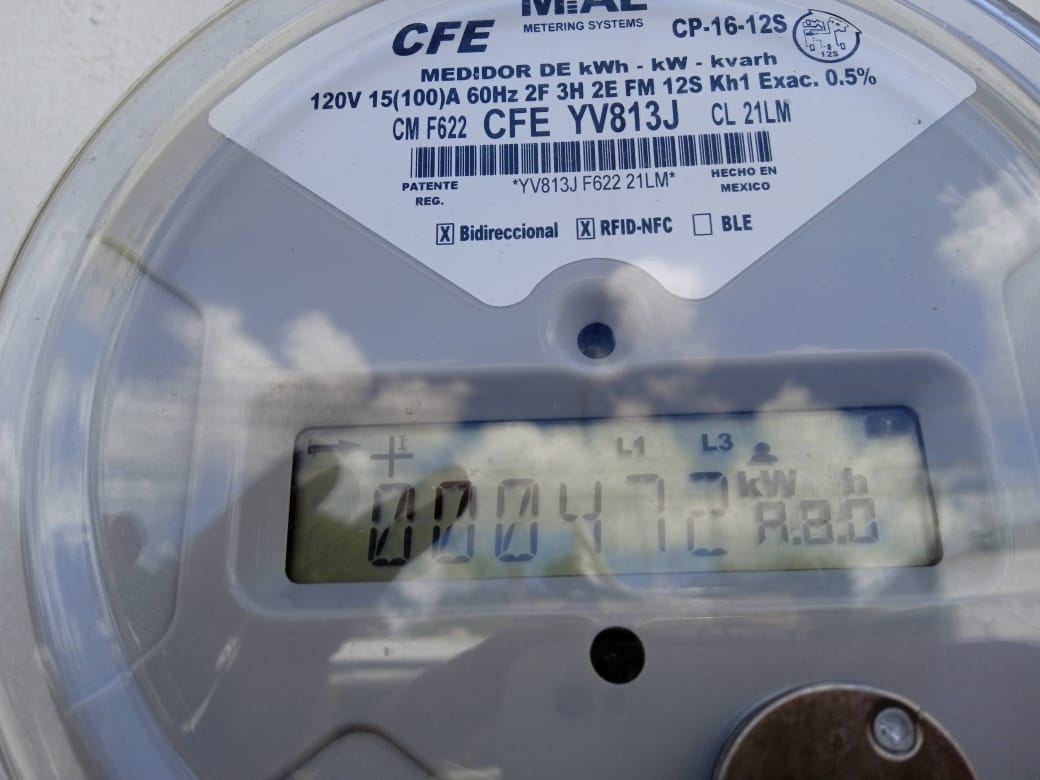 CFE
METERING SYSTEMS
CP-16-12S
12S
MEDIDOR DE kWh - kW - kvarh
120V 15(100)A 60Hz 2F 3H 2E FM 12S Kh1 Exac. 0.5%
CM F622 CFE YV813J CL 21LM
*YV813J F622 21LM*
PATENTE REG.
HECHO EN MEXICO
X Bidireccional X RFID-NFC BLE
L1 L3
000472 kW h A.B.0